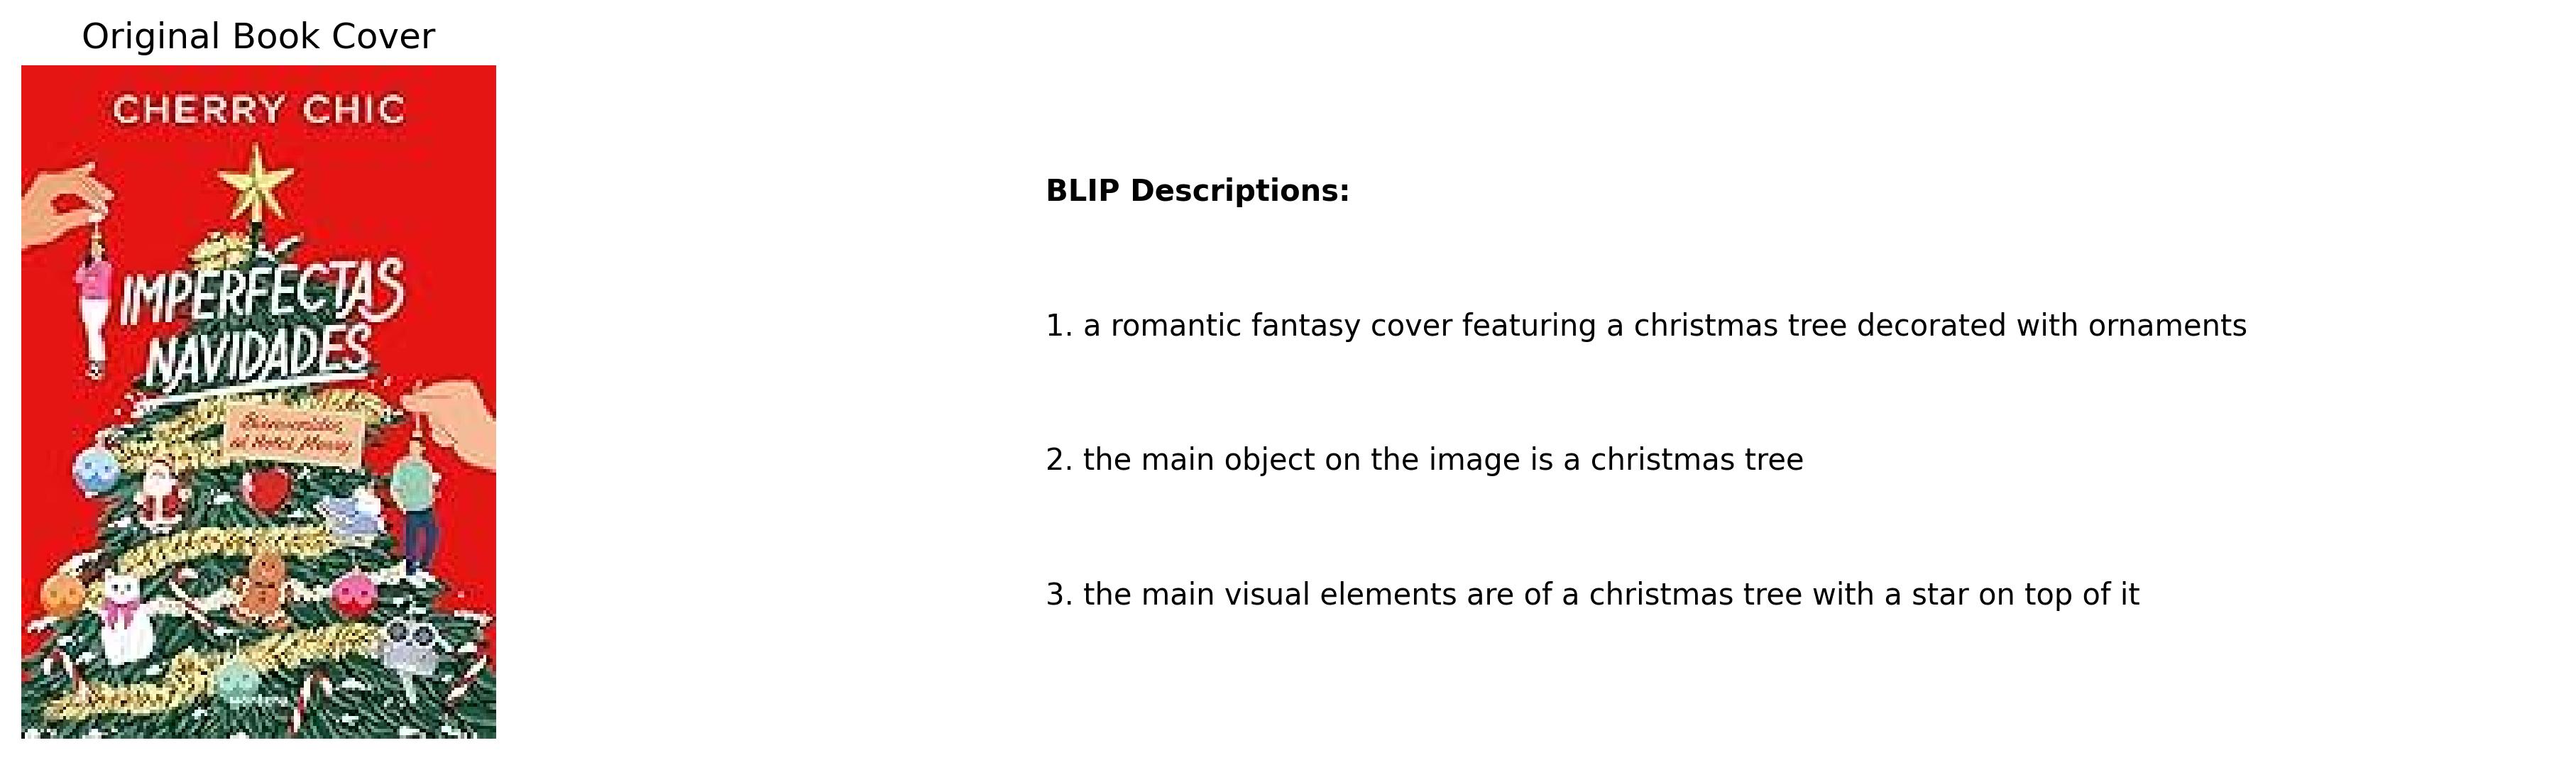 Original Book Cover
CHERRY CHIC
IMPERFECTAS
NAVIDADES
Bienvenidos
al Hotel Merry
BLIP Descriptions:
1. a romantic fantasy cover featuring a christmas tree decorated with ornaments
2. the main object on the image is a christmas tree
3. the main visual elements are of a christmas tree with a star on top of it